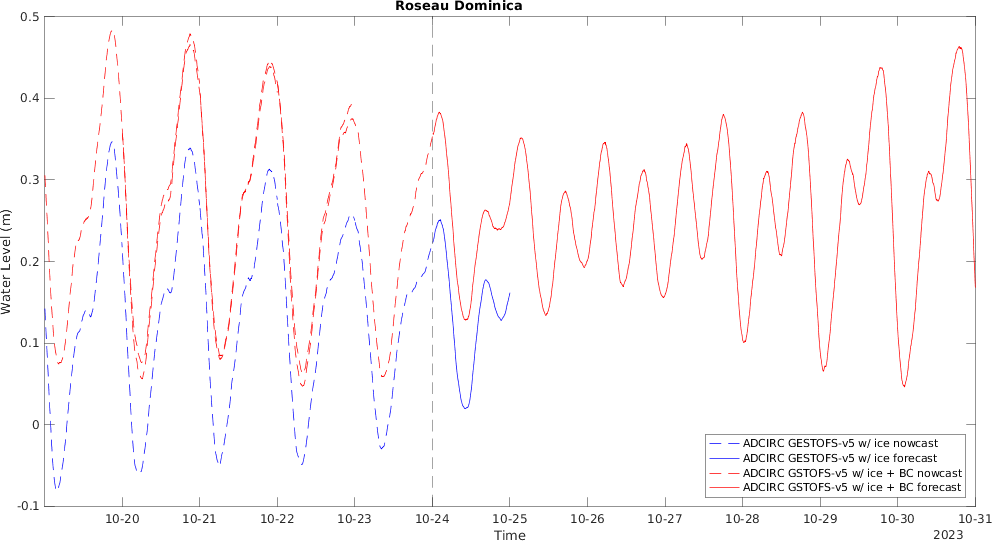 Roseau Dominica
0.5
0.4
0.3
0.2
0.1
0
-0.1
Water Level (m)
ADCIRC GESTOFS-v5 w/ ice nowcast
ADCIRC GESTOFS-v5 w/ ice forecast
ADCIRC GSTOFS-v5 w/ ice + BC nowcast
ADCIRC GSTOFS-v5 w/ ice + BC forecast
10-20 10-21 10-22 10-23 10-24 10-25 10-26 10-27 10-28 10-29 10-30 10-31
Time
2023